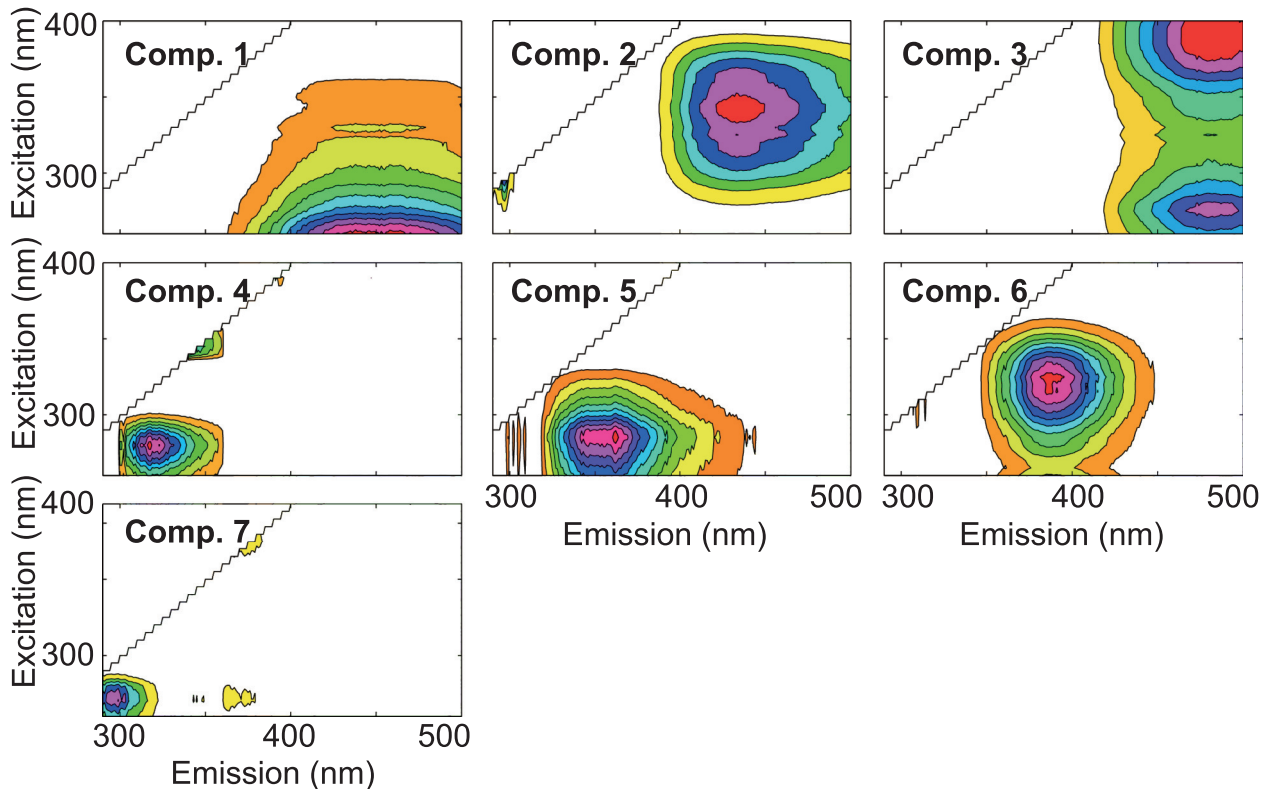 400
Comp. 1
Comp. 2
Comp. 3
300
Excitation (nm)
400
Comp. 4
Comp. 5
Comp. 6
300
Excitation (nm)
300 400 500
300 400 500
Emission (nm)
Emission (nm)
400
Comp. 7
300
Excitation (nm)
300 400 500
Emission (nm)